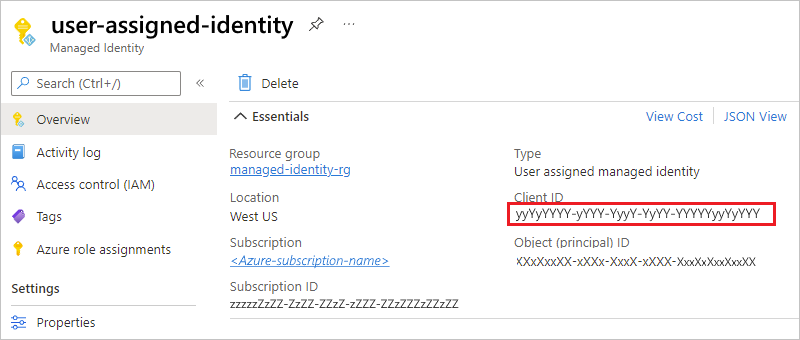 user-assigned-identity
Managed Identity
Search (Ctrl+/)
Overview
Activity log
Access control (IAM)
Tags
Azure role assignments
Settings
Properties
Delete
Essentials
View Cost
JSON View
Resource group
managed-identity-rg
Location
West US
Subscription
<Azure-subscription-name>
Subscription ID
zzzzzZzZZ-ZzZZ-ZZzZ-zZZZ-ZZzZZZzZZzZZ
Type
User assigned managed identity
Client ID
yyYyYYYY-yYYY-YyyY-YyYY-YYYYYyyYyYYY
Object (principal) ID
XXxXxxXX-xXXx-XxxX-xXXX-XxxXxXxxXxxXX